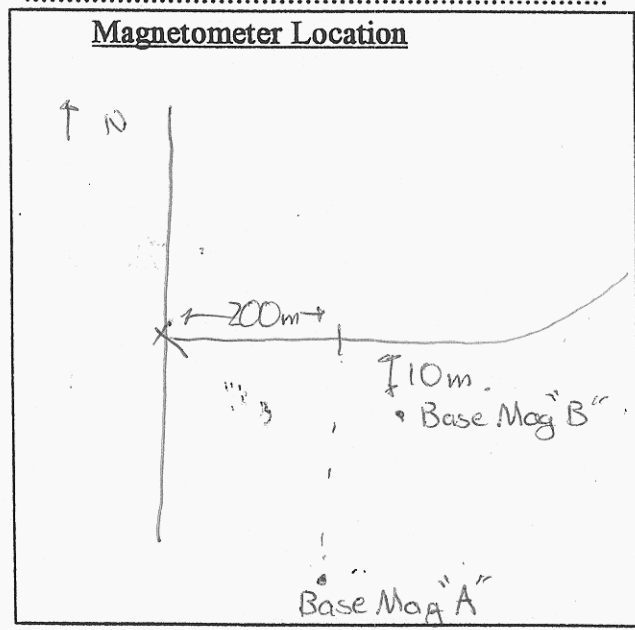 Magnetometer Location
↑ N
200m
10m.
Base Mag "B"
Base Mag "A"